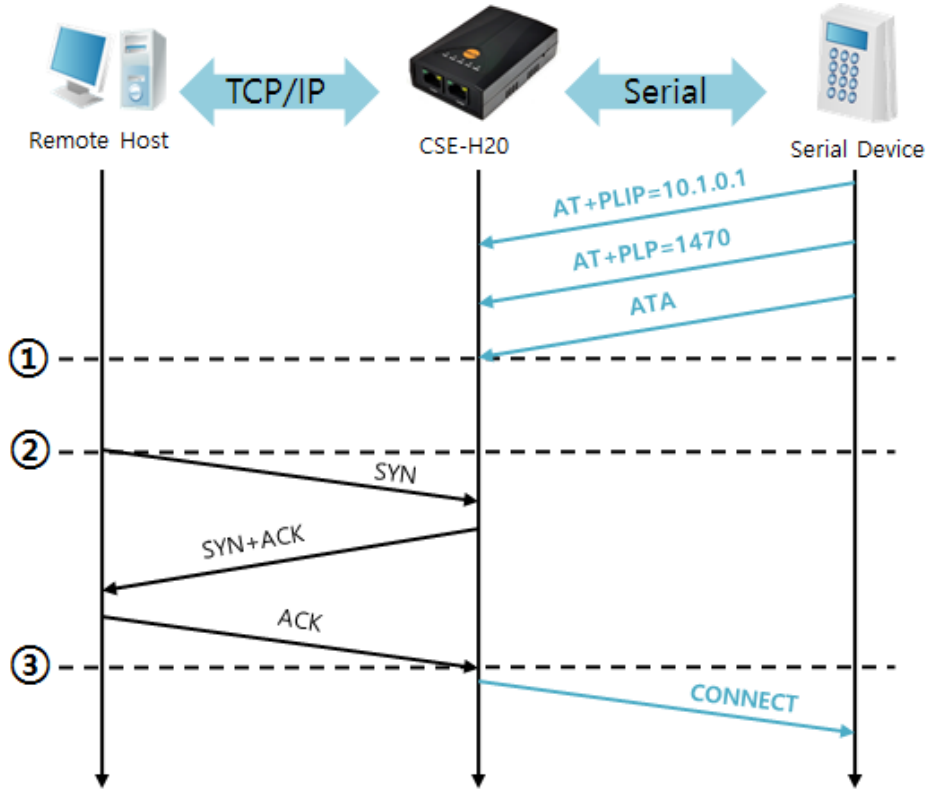 TCP/IP
Serial
Remote Host
CSE-H20
Serial Device
AT+PLIP=10.1.0.1
AT+PLP=1470
ATA
①
②
SYN
SYN+ACK
ACK
③
CONNECT